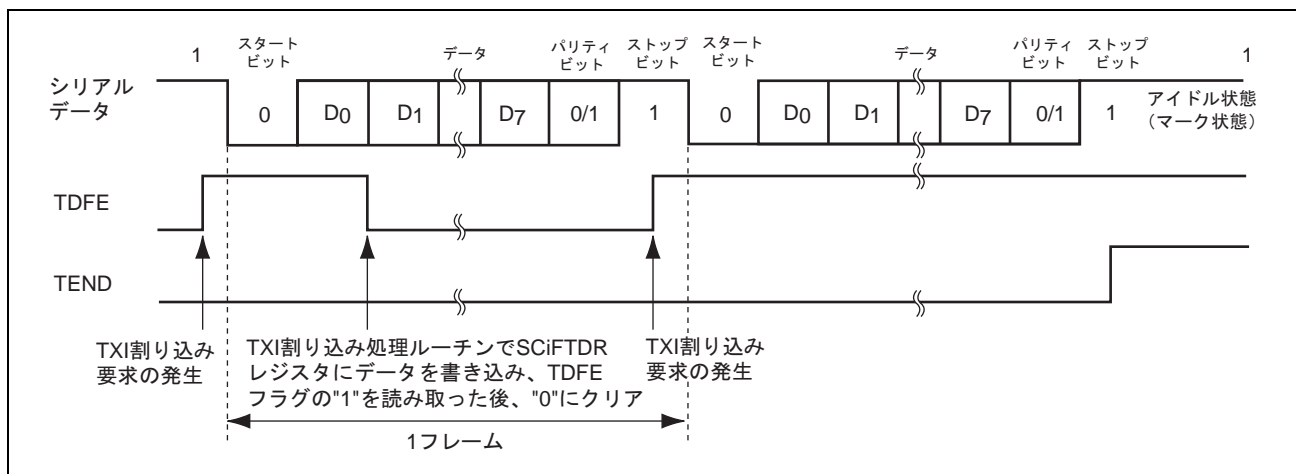 1 スタートビット データ パリティビット ストップビット スタートビット データ パリティビット ストップビット 1
シリアルデータ
0 D0 D1 D7 0/1 1 0 D0 D1 D7 0/1 1 アイドル状態(マーク状態)
TDFE
TEND
TXI割り込み
要求の発生
TXI割り込み処理ルーチンでSCiFTDR
レジスタにデータを書き込み、TDFE
フラグの"1"を読み取った後、"0"にクリア
TXI割り込み
要求の発生
1フレーム